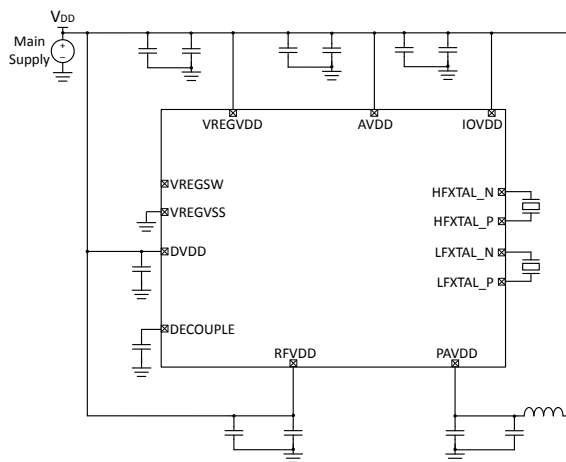 VDD
Main
Supply
+
–
VREGVDD
AVDD
IOVDD
VREGSW
HFXTAL_N
VREGVSS
HFXTAL_P
DVDD
LFXTAL_N
LFXTAL_P
DECOUPLE
RFVDD
PAVDD